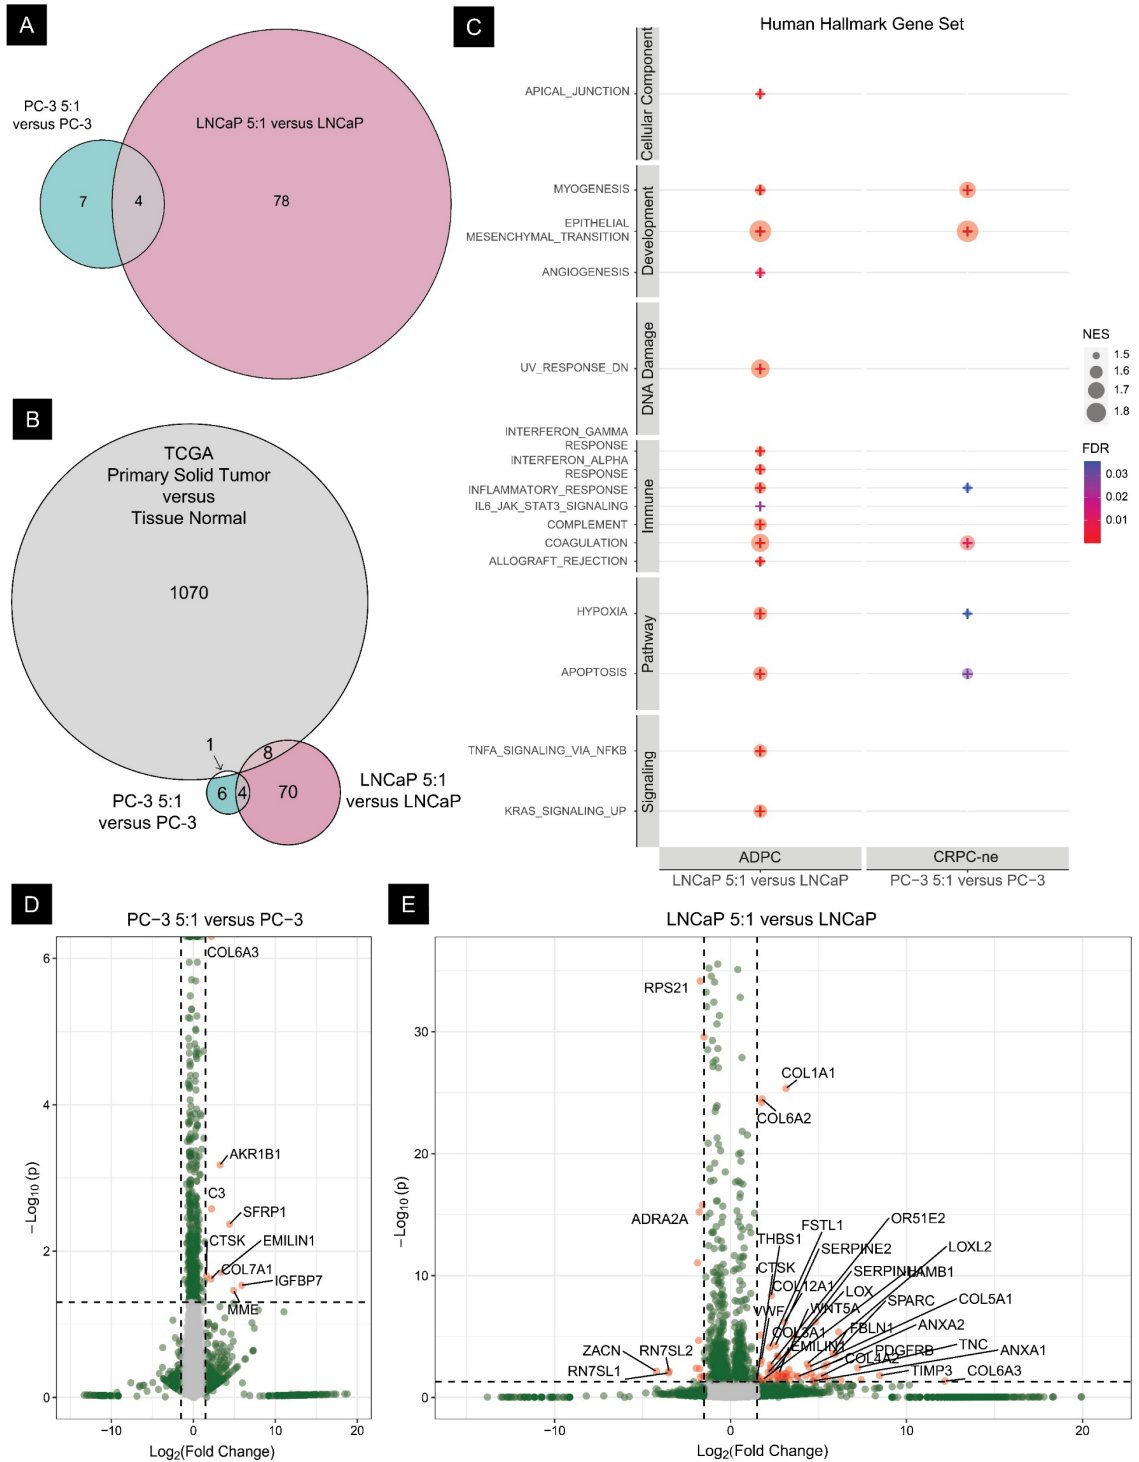 A
PC-3 5:1
versus PC-3
LNCaP 5:1 versus LNCaP
7
4
78
B
TCGA
Primary Solid Tumor
versus
Tissue Normal
1070
1
8
6
4
70
PC-3 5:1
versus PC-3
LNCaP 5:1
versus LNCaP
C
Human Hallmark Gene Set
Cellular Component
APICAL_JUNCTION
Development
MYOGENESIS
EPITHELIAL
MESENCHYMAL_TRANSITION
ANGIOGENESIS
DNA Damage
UV_RESPONSE_DN
Immune
INTERFERON_GAMMA
RESPONSE
INTERFERON_ALPHA
RESPONSE
INFLAMMATORY_RESPONSE
IL6_JAK_STAT3_SIGNALING
COMPLEMENT
COAGULATION
ALLOGRAFT_REJECTION
Pathway
HYPOXIA
APOPTOSIS
Signaling
TNFA_SIGNALING_VIA_NFKB
KRAS_SIGNALING_UP
ADPC
CRPC-ne
LNCaP 5:1 versus LNCaP
PC-3 5:1 versus PC-3
NES
1.5
1.6
1.7
1.8
FDR
0.03
0.02
0.01
D
PC−3 5:1 versus PC−3
−Log10 (p)
6
4
2
0
COL6A3
AKR1B1
C3
SFRP1
CTSK
EMILIN1
COL7A1
IGFBP7
MME
−10
0
10
20
Log2(Fold Change)
E
LNCaP 5:1 versus LNCaP
−Log10 (p)
30
20
10
0
RPS21
COL1A1
COL6A2
ADRA2A
FSTL1
OR51E2
THBS1
SERPINE2
LOXL2
CTSK
COL12A1
LAMB1
LOX
VWF
WNT5A
SPARC
COL5A1
COL3A1
FBLN1
ANXA2
ZACN
RN7SL2
EMILIN1
PDGFRB
TNC
COL4A2
ANXA1
RN7SL1
TIMP3
COL6A3
−10
0
10
20
Log2(Fold Change)